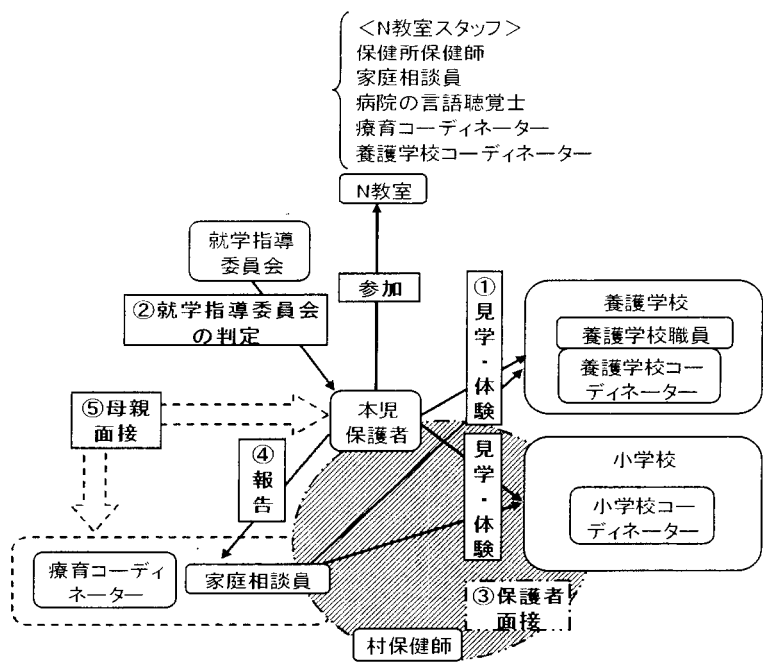 ＜N教室スタッフ＞
保健所保健師
家庭相談員
病院の言語聴覚士
療育コーディネーター
養護学校コーディネーター
N教室
就学指導
委員会
参加
②就学指導委員会
の判定
①見学・体験
養護学校
養護学校職員
養護学校コー
ディネーター
⑤母親
面接
本児
保護者
④報告
見学・体験
小学校
小学校コー
ディネーター
療育コーディ
ネーター
家庭相談員
③保護者
面接
村保健師